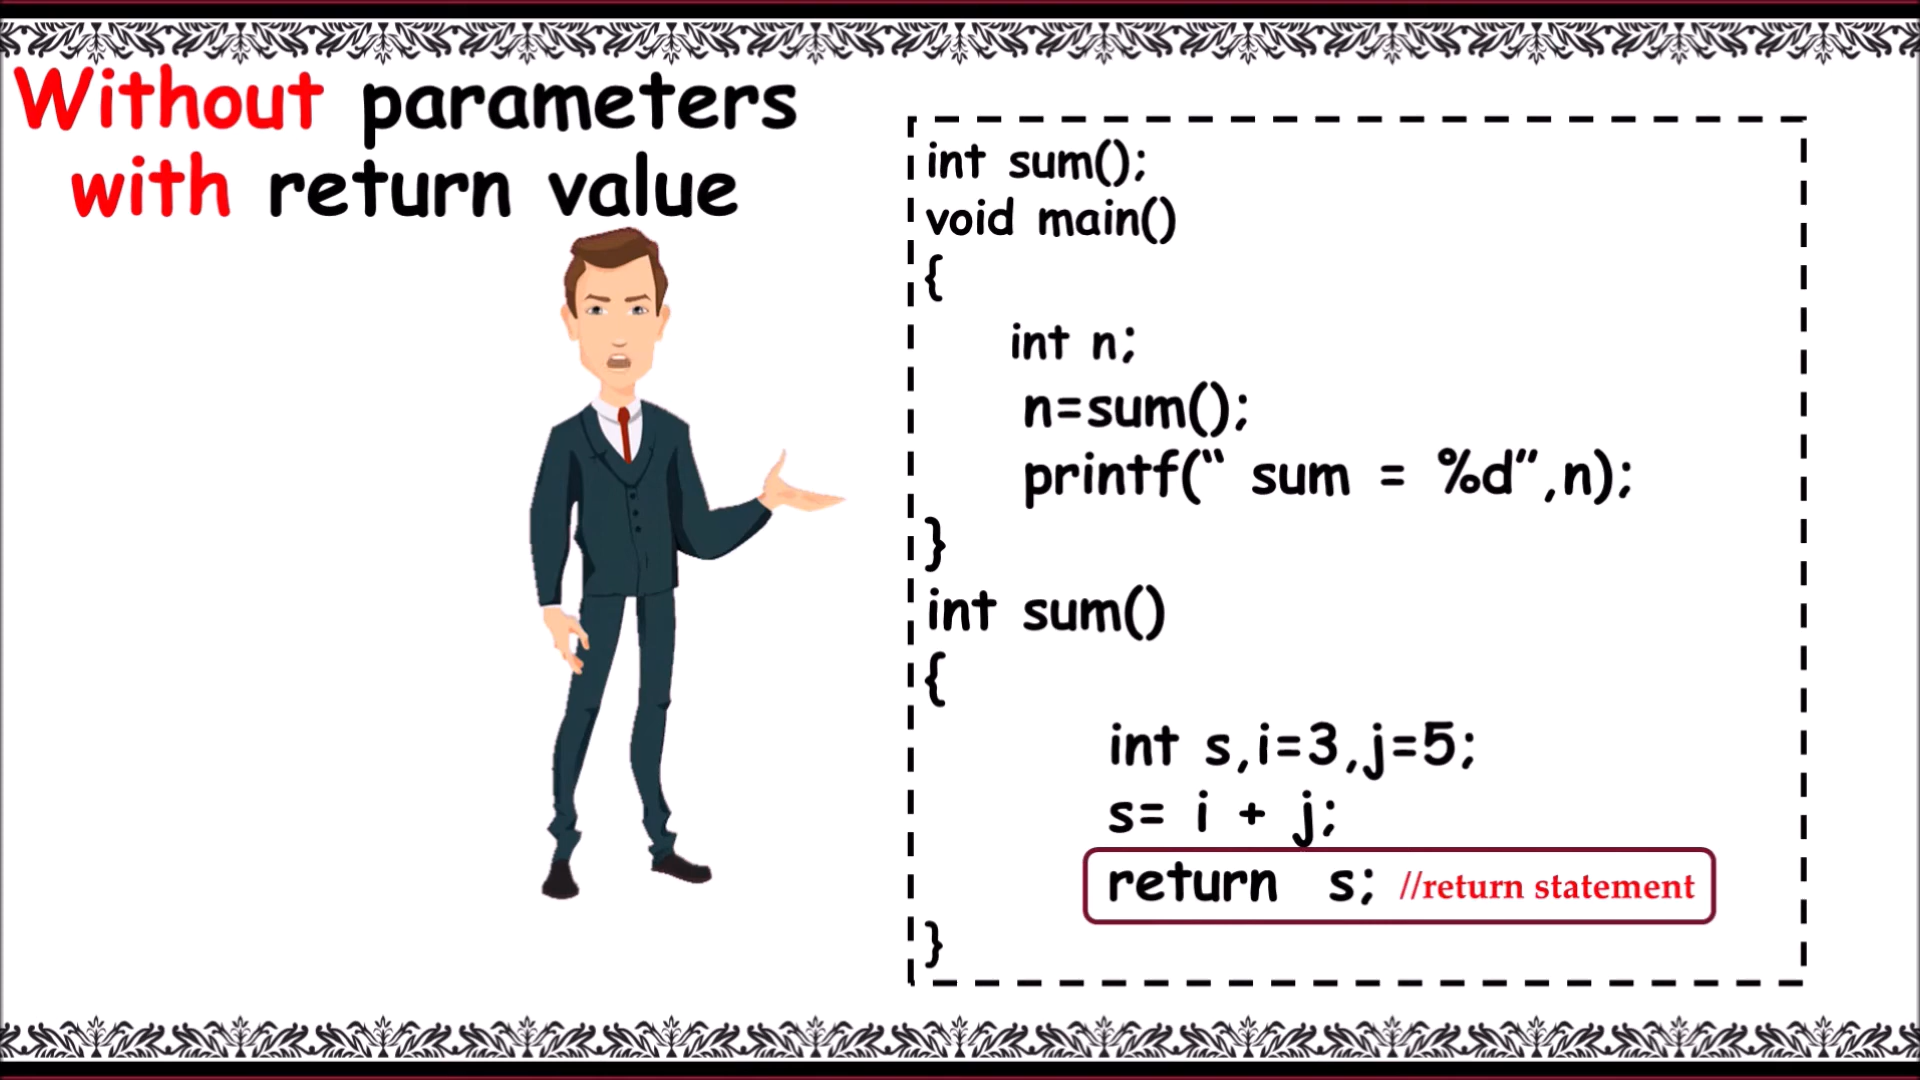 Without parameters
with return value
int sum();
void main()
{
int n;
n=sum();
printf(“ sum = %d”,n);
}
int sum()
{
int s,i=3,j=5;
s= i + j;
return s; //return statement
}